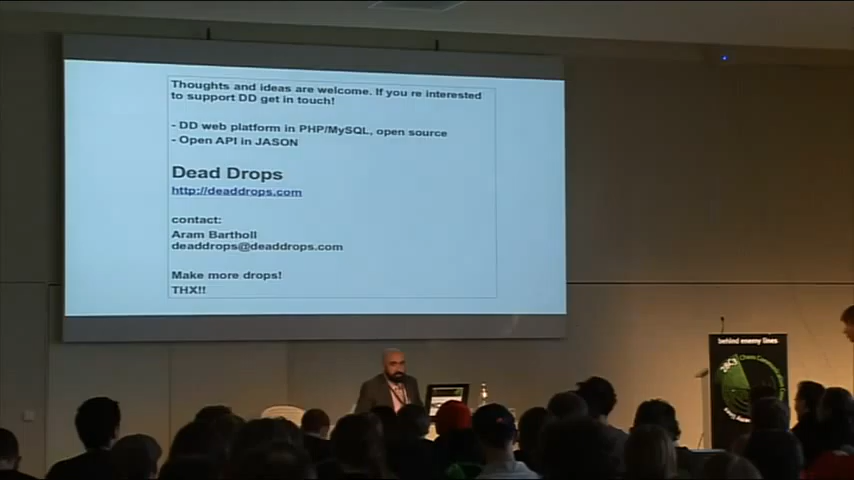 Thoughts and ideas are welcome. If you re interested
to support DD get in touch!
- DD web platform in PHP/MySQL, open source
- Open API in JASON
Dead Drops
http://deaddrops.com
contact:
Aram Bartholl
deaddrops@deaddrops.com
Make more drops!
THX!!
behind enemy lines
28C3